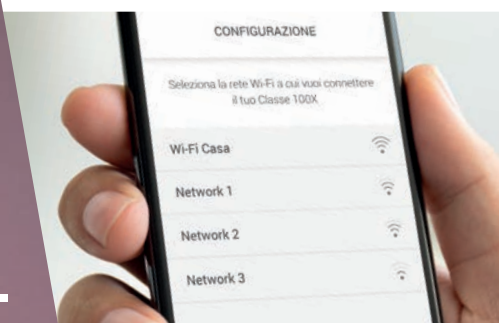 CONFIGURAZIONE
Seleziona la rete Wi-Fi a cui vuoi connettere
il tuo Classe 100X
Wi-Fi Casa
Network 1
Network 2
Network 3